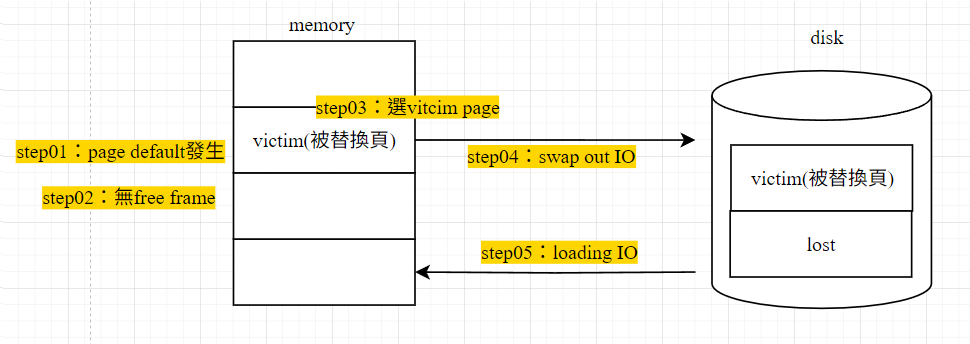 memory
disk
step03：選vitcim page
victim(被替換頁)
step01：page default發生
step04：swap out IO
victim(被替換頁)
step02：無free frame
step05：loading IO
lost